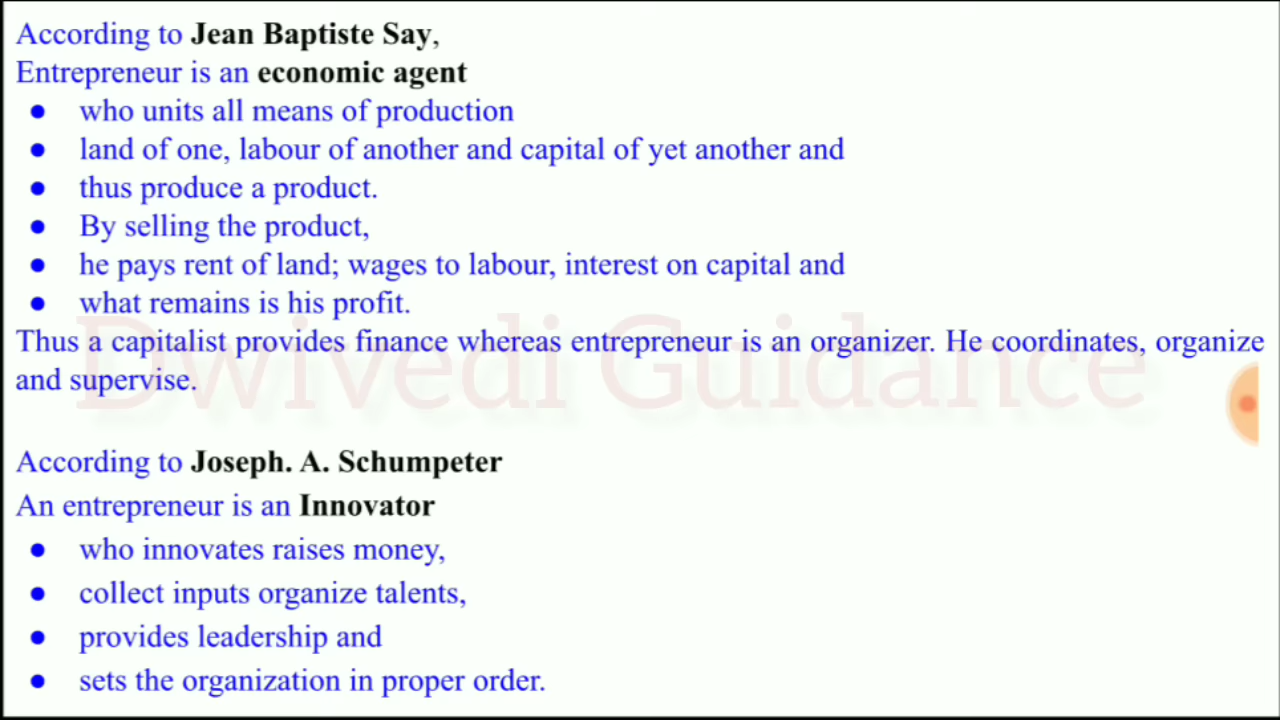 According to Jean Baptiste Say,
Entrepreneur is an economic agent
● who units all means of production
● land of one, labour of another and capital of yet another and
● thus produce a product.
● By selling the product,
● he pays rent of land; wages to labour, interest on capital and
● what remains is his profit.
Thus a capitalist provides finance whereas entrepreneur is an organizer. He coordinates, organize
and supervise.
Dwivedi Guidance
According to Joseph. A. Schumpeter
An entrepreneur is an Innovator
● who innovates raises money,
● collect inputs organize talents,
● provides leadership and
● sets the organization in proper order.